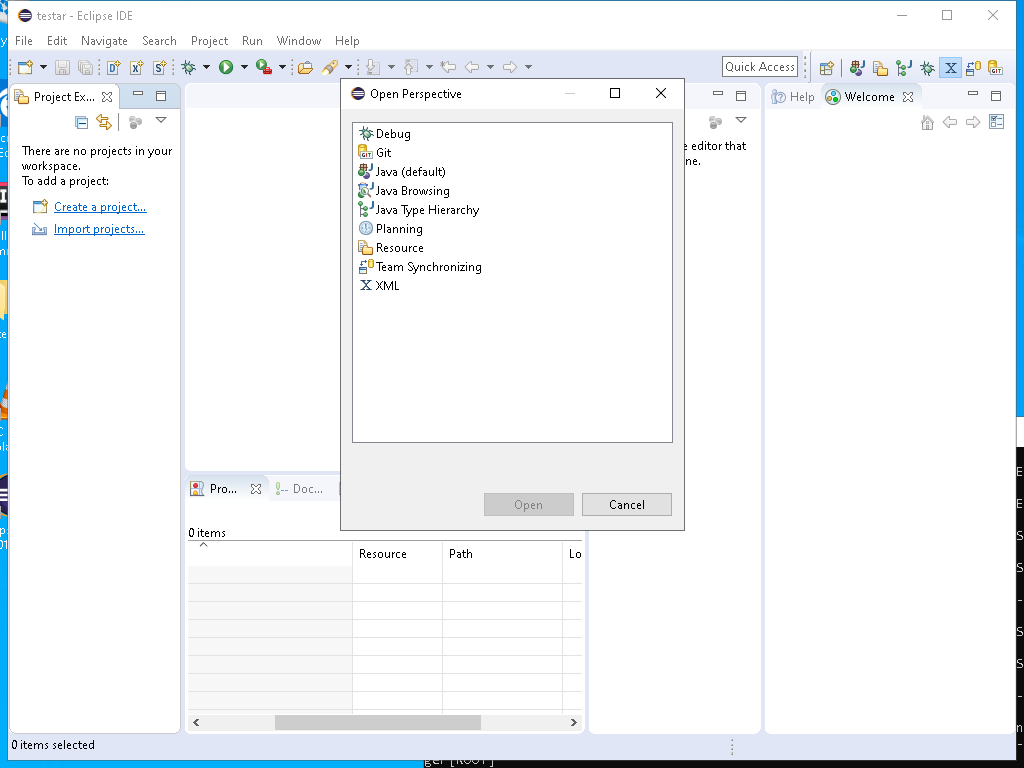 testar - Eclipse IDE
File Edit Navigate Search Project Run Window Help
Quick Access
Project Ex...
There are no projects in your
workspace.
To add a project:
Create a project...
Import projects...
Open Perspective
Debug
Git
Java (default)
Java Browsing
Java Type Hierarchy
Planning
Resource
Team Synchronizing
XML
Open Cancel
e editor that
ne.
Help Welcome
Pro... Doc...
0 items
Resource Path Lo
0 items selected
ger [ROOT]